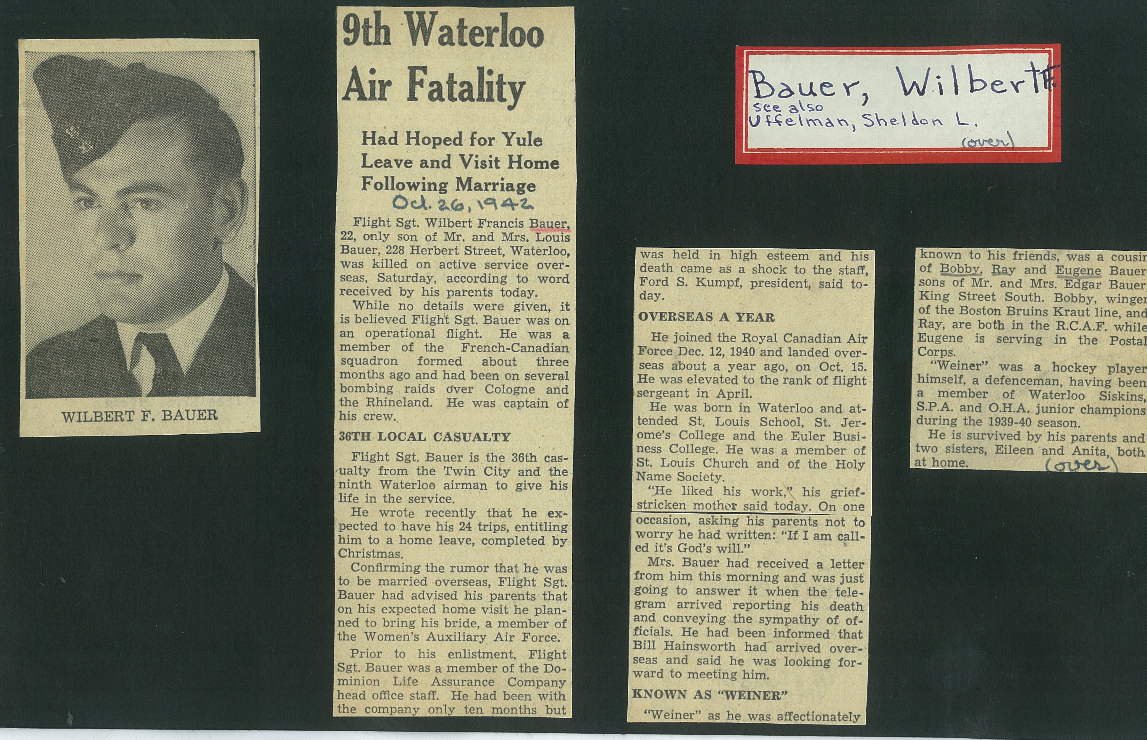 WILBERT F. BAUER
9th Waterloo
Air Fatality
Had Hoped for Yule
Leave and Visit Home
Following Marriage
Oct. 26, 1942
Flight Sgt. Wilbert Francis Bauer,
22, only son of Mr. and Mrs. Louis
Bauer, 228 Herbert Street, Waterloo,
was killed on active service over-
seas, Saturday, according to word
received by his parents today.
While no details were given, it
is believed Flight Sgt. Bauer was on
an operational flight. He was a
member of the French-Canadian
squadron formed about three
months ago and had been on several
bombing raids over Cologne and
the Rhineland. He was captain of
his crew.
36TH LOCAL CASUALTY
Flight Sgt. Bauer is the 36th cas-
ualty from the Twin City and the
ninth Waterloo airman to give his
life in the service.
He wrote recently that he ex-
pected to have his 24 trips, entitling
him to a home leave, completed by
Christmas.
Confirming the rumor that he was
to be married overseas, Flight Sgt.
Bauer had advised his parents that
on his expected home visit he plan-
ned to bring his bride, a member of
the Women's Auxiliary Air Force.
Prior to his enlistment, Flight
Sgt. Bauer was a member of the Do-
minion Life Assurance Company
head office staff. He had been with
the company only ten months but
Bauer, Wilbert F.
see also
Uffelman, Sheldon L.
(over)
was held in high esteem and his
death came as a shock to the staff,
Ford S. Kumpf, president, said to-
day.
OVERSEAS A YEAR
He joined the Royal Canadian Air
Force Dec. 12, 1940 and landed over-
seas about a year ago, on Oct. 15.
He was elevated to the rank of flight
sergeant in April.
He was born in Waterloo and at-
tended St. Louis School, St. Jer-
ome's College and the Euler Busi-
ness College. He was a member of
St. Louis Church and of the Holy
Name Society.
"He liked his work," his grief-
stricken mother said today. On one
occasion, asking his parents not to
worry he had written: "If I am call-
ed it's God's will."
Mrs. Bauer had received a letter
from him this morning and was just
going to answer it when the tele-
gram arrived reporting his death
and conveying the sympathy of of-
ficials. He had been informed that
Bill Hainsworth had arrived over-
seas and said he was looking for-
ward to meeting him.
KNOWN AS "WEINER"
"Weiner" as he was affectionately
known to his friends, was a cousin
of Bobby, Ray and Eugene Bauer
sons of Mr. and Mrs. Edgar Bauer
King Street South. Bobby, winger
of the Boston Bruins Kraut line, and
Ray, are both in the R.C.A.F. while
Eugene is serving in the Postal
Corps.
"Weiner" was a hockey player
himself, a defenceman, having been
a member of Waterloo Siskins,
S.P.A. and O.H.A. junior champions
during the 1939-40 season.
He is survived by his parents and
two sisters, Eileen and Anita, both
at home.
(over)